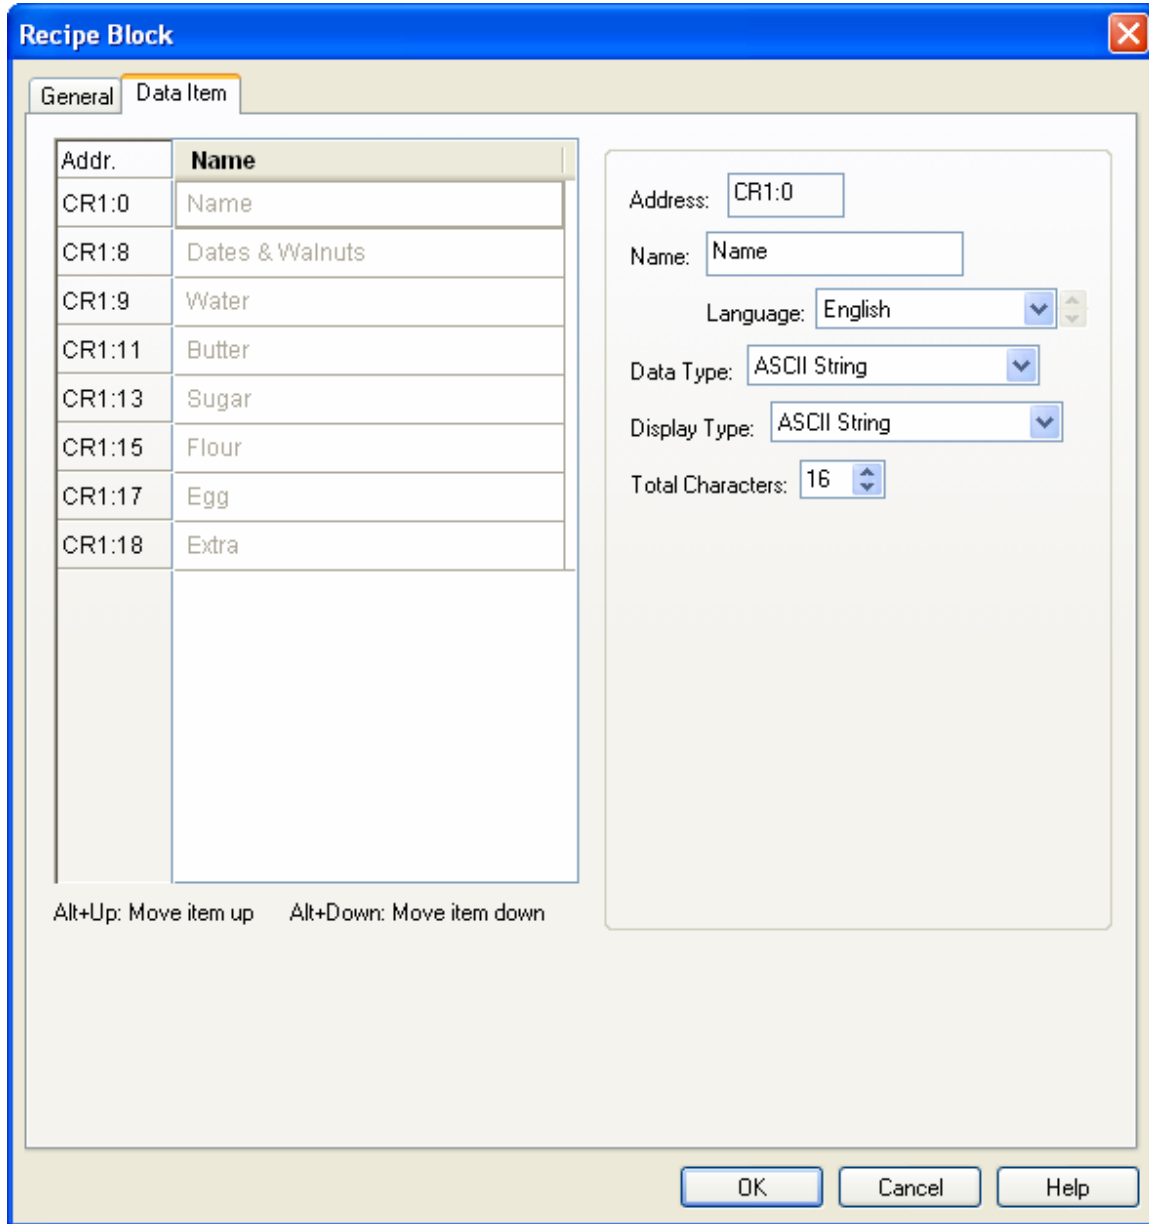 Recipe Block
General Data Item
Addr. Name
CR1:0 Name
CR1:8 Dates & Walnuts
CR1:9 Water
CR1:11 Butter
CR1:13 Sugar
CR1:15 Flour
CR1:17 Egg
CR1:18 Extra
Alt+Up: Move item up Alt+Down: Move item down
Address: CR1:0
Name: Name
Language: English
Data Type: ASCII String
Display Type: ASCII String
Total Characters: 16
OK Cancel Help